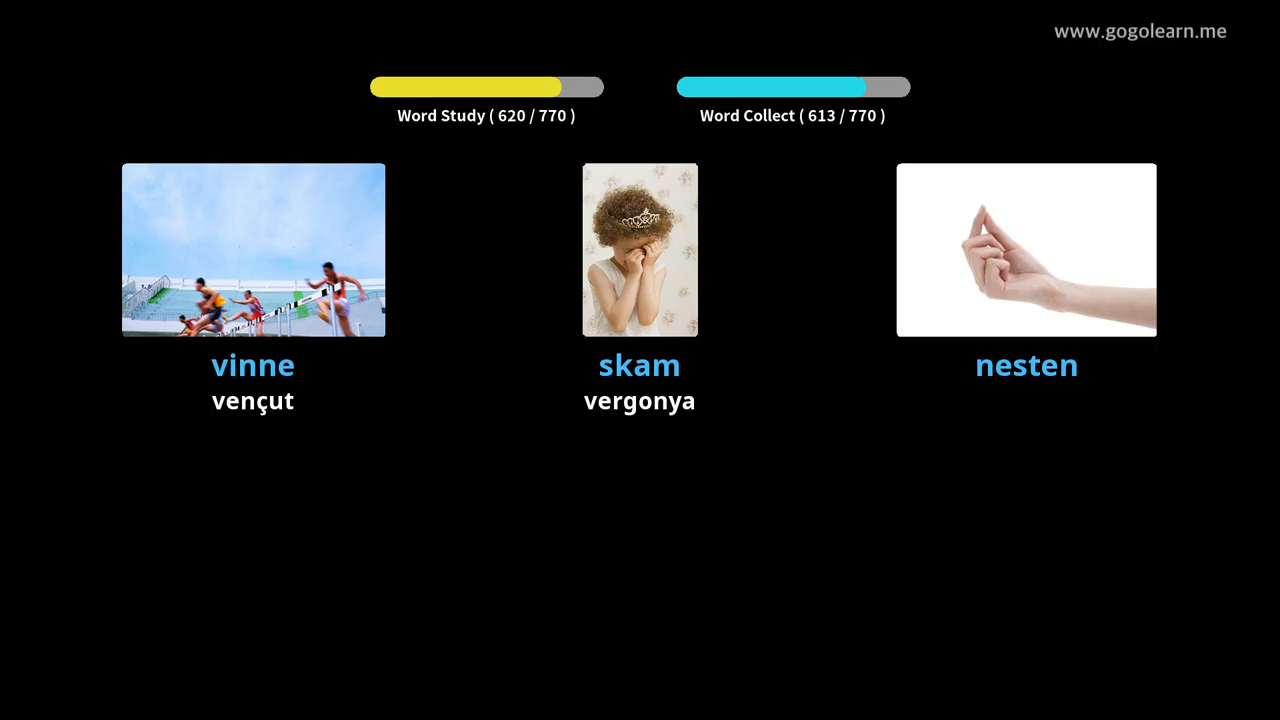 www.gogolearn.me
Word Study ( 620 / 770 )
Word Collect ( 613 / 770 )
vinne
vençut
skam
vergonya
nesten